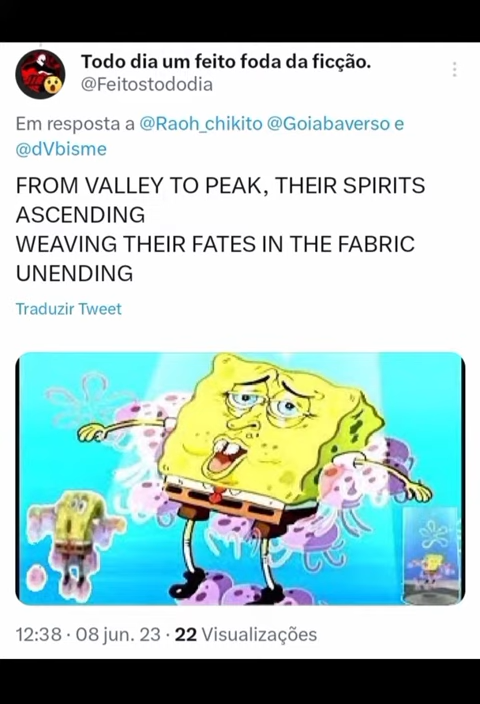 Todo dia um feito foda da ficção.
@Feitostododia
Em resposta a @Raoh_chikito @Goiabaverso e
@dVbisme
FROM VALLEY TO PEAK, THEIR SPIRITS
ASCENDING
WEAVING THEIR FATES IN THE FABRIC
UNENDING
Traduzir Tweet
12:38 · 08 jun. 23 · 22 Visualizações